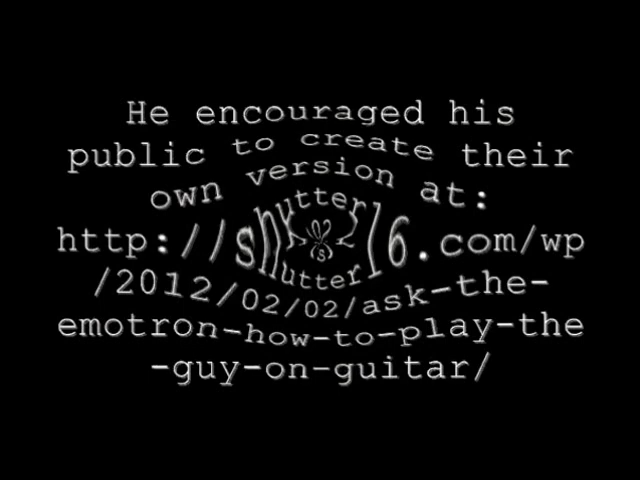 He encouraged his
public to create their
own version at:
http://shutter16.com/wp
/2012/02/02/ask-the-
emotron-how-to-play-the
-guy-on-guitar/